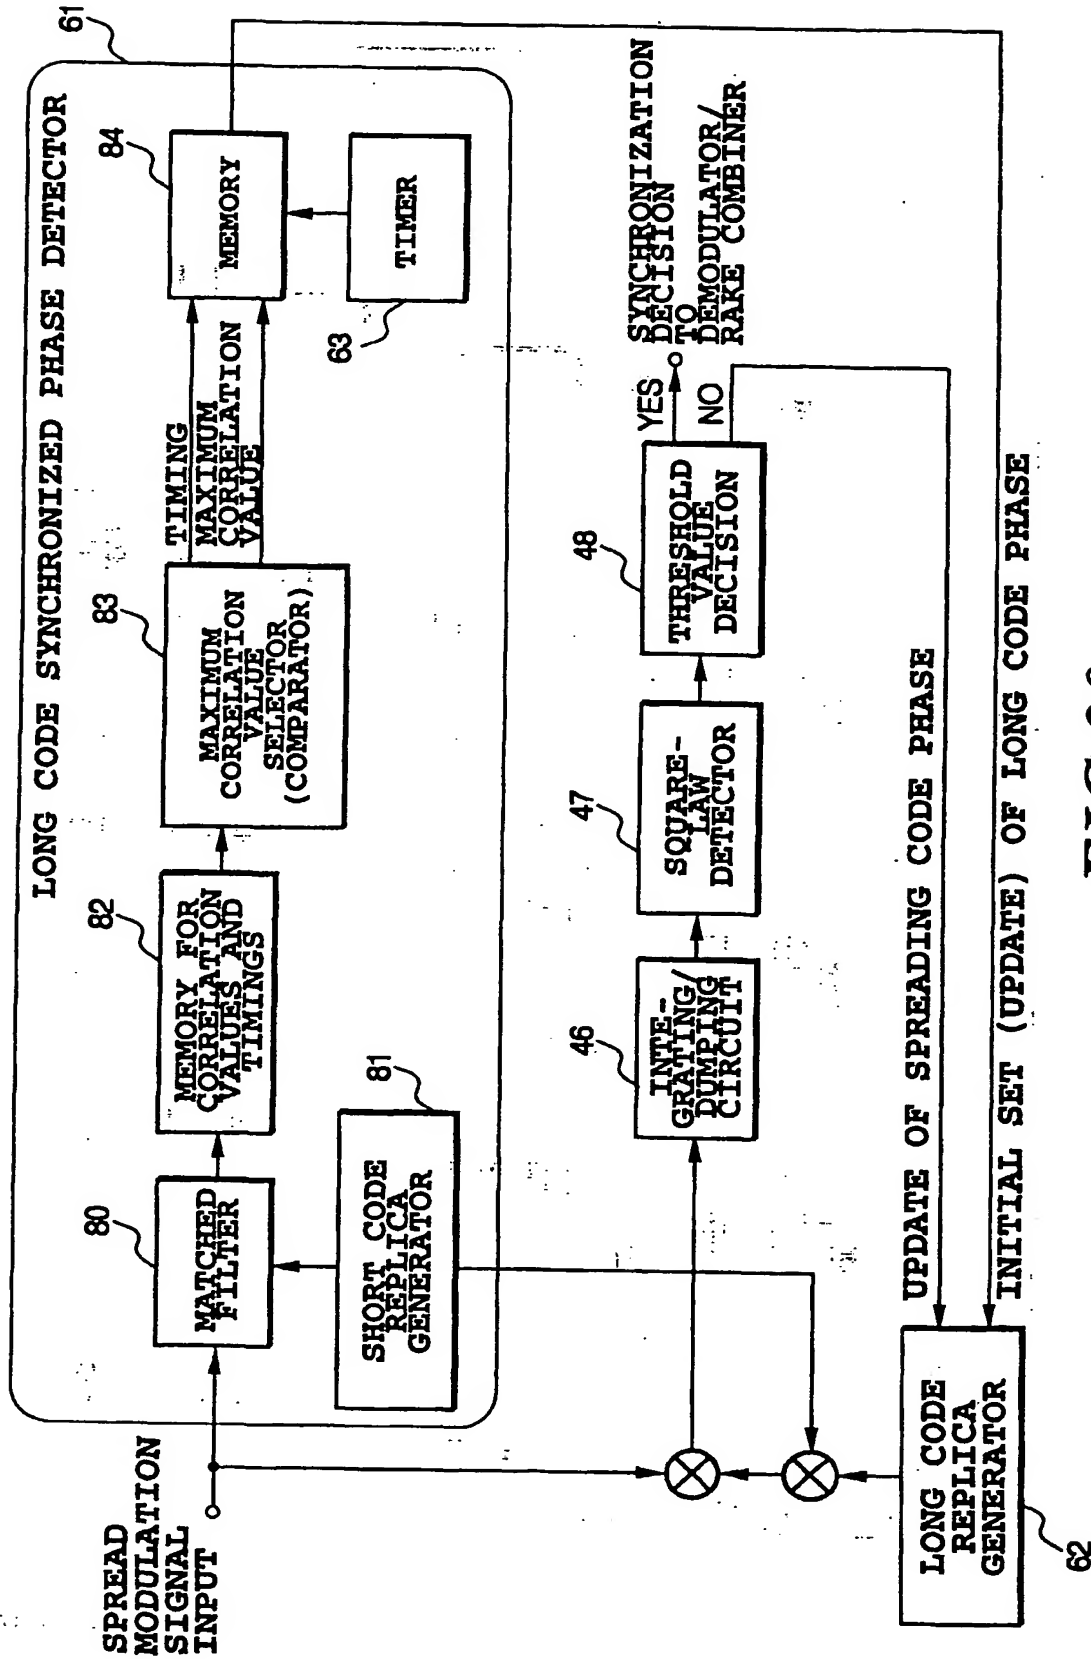 LONG CODE SYNCHRONIZED PHASE DETECTOR
61
SPREAD
MODULATION
SIGNAL
INPUT
80
MATCHED
FILTER
82
MEMORY FOR
CORRELATION
VALUES AND
TIMINGS
83
MAXIMUM
CORRELATION
VALUE
SELECTOR
(COMPARATOR)
TIMING
MAXIMUM
CORRELATION
VALUE
84
MEMORY
81
SHORT CODE
REPLICA
GENERATOR
63
TIMER
46
INTE-
GRATING/
DUMPING
CIRCUIT
47
SQUARE-
LAW
DETECTOR
48
THRESHOLD
VALUE
DECISION
YES
NO
SYNCHRONIZATION
DECISION
TO
DEMODULATOR/
RAKE COMBINER
LONG CODE
REPLICA
GENERATOR
62
UPDATE OF SPREADING CODE PHASE
INITIAL SET (UPDATE) OF LONG CODE PHASE